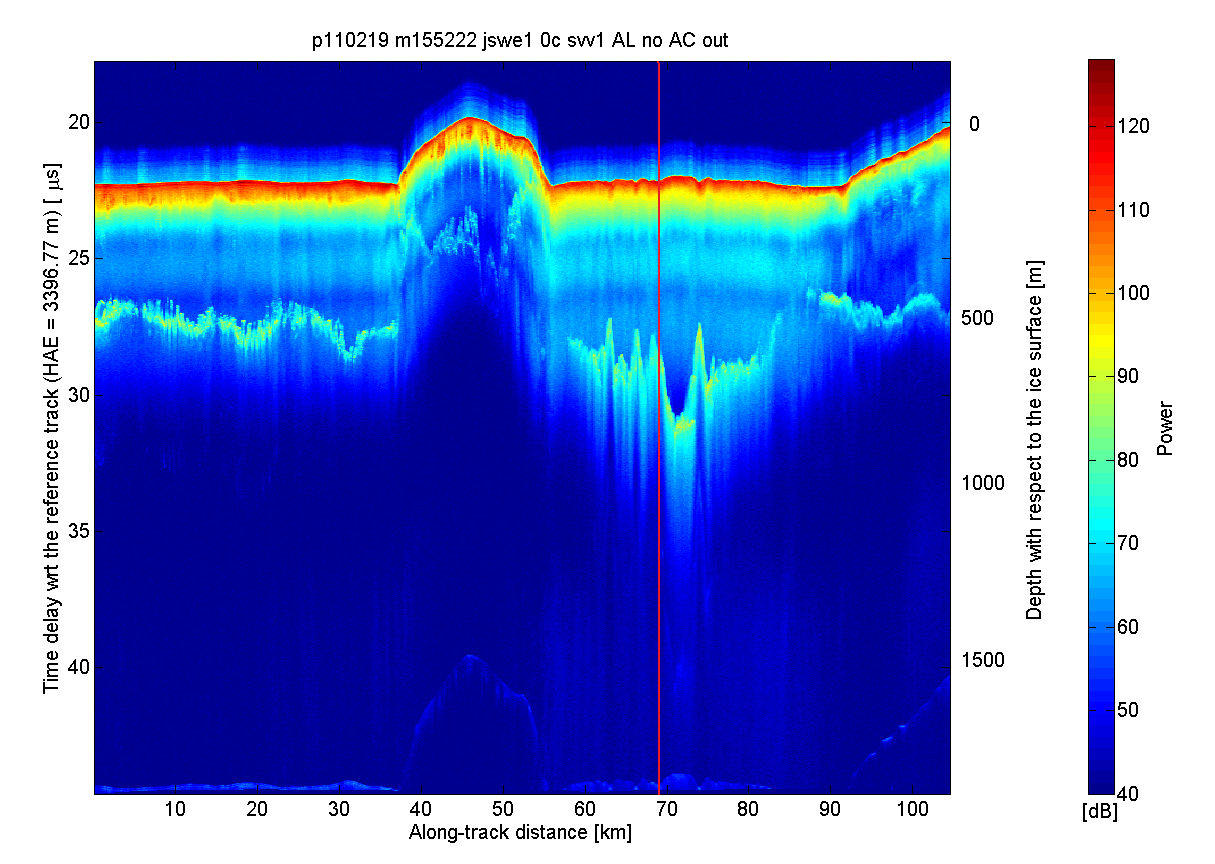 p110219 m155222 jswe1 0c svv1 AL no AC out
Time delay wrt the reference track (HAE = 3396.77 m) [ μs]
20
25
30
35
40
10 20 30 40 50 60 70 80 90 100
Along-track distance [km]
0
500
1000
1500
Depth with respect to the ice surface [m]
120
110
100
90
80
70
60
50
40
[dB]
Power